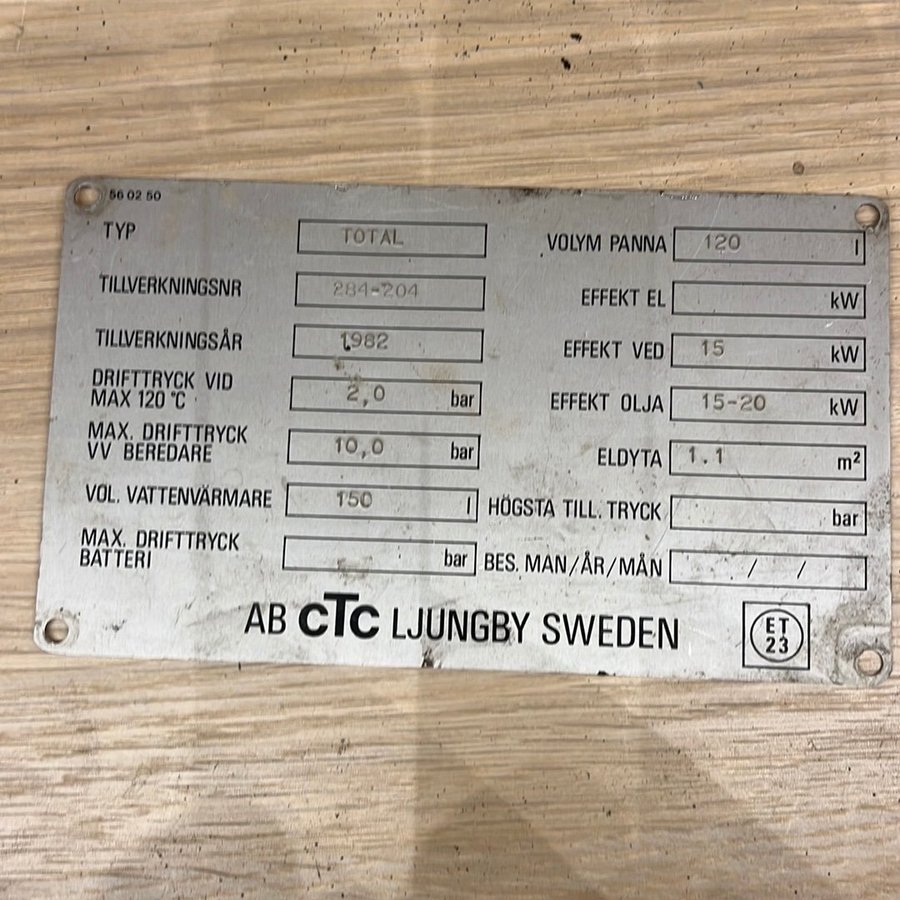 56 02 50
TYP TOTAL
TILLVERKNINGSNR 284-204
TILLVERKNINGSÅR 1982
DRIFTTRYCK VID
MAX 120 °C 2,0 bar
MAX. DRIFTTRYCK
VV BEREDARE 10,0 bar
VOL. VATTENVÄRMARE 150 l
MAX. DRIFTTRYCK
BATTERI bar
VOLYM PANNA 120 l
EFFEKT EL kW
EFFEKT VED 15 kW
EFFEKT OLJA 15-20 kW
ELDYTA 1.1 m²
HÖGSTA TILL. TRYCK bar
BES. MAN/ÅR/MÅN / /
AB CTC LJUNGBY SWEDEN
ET
23